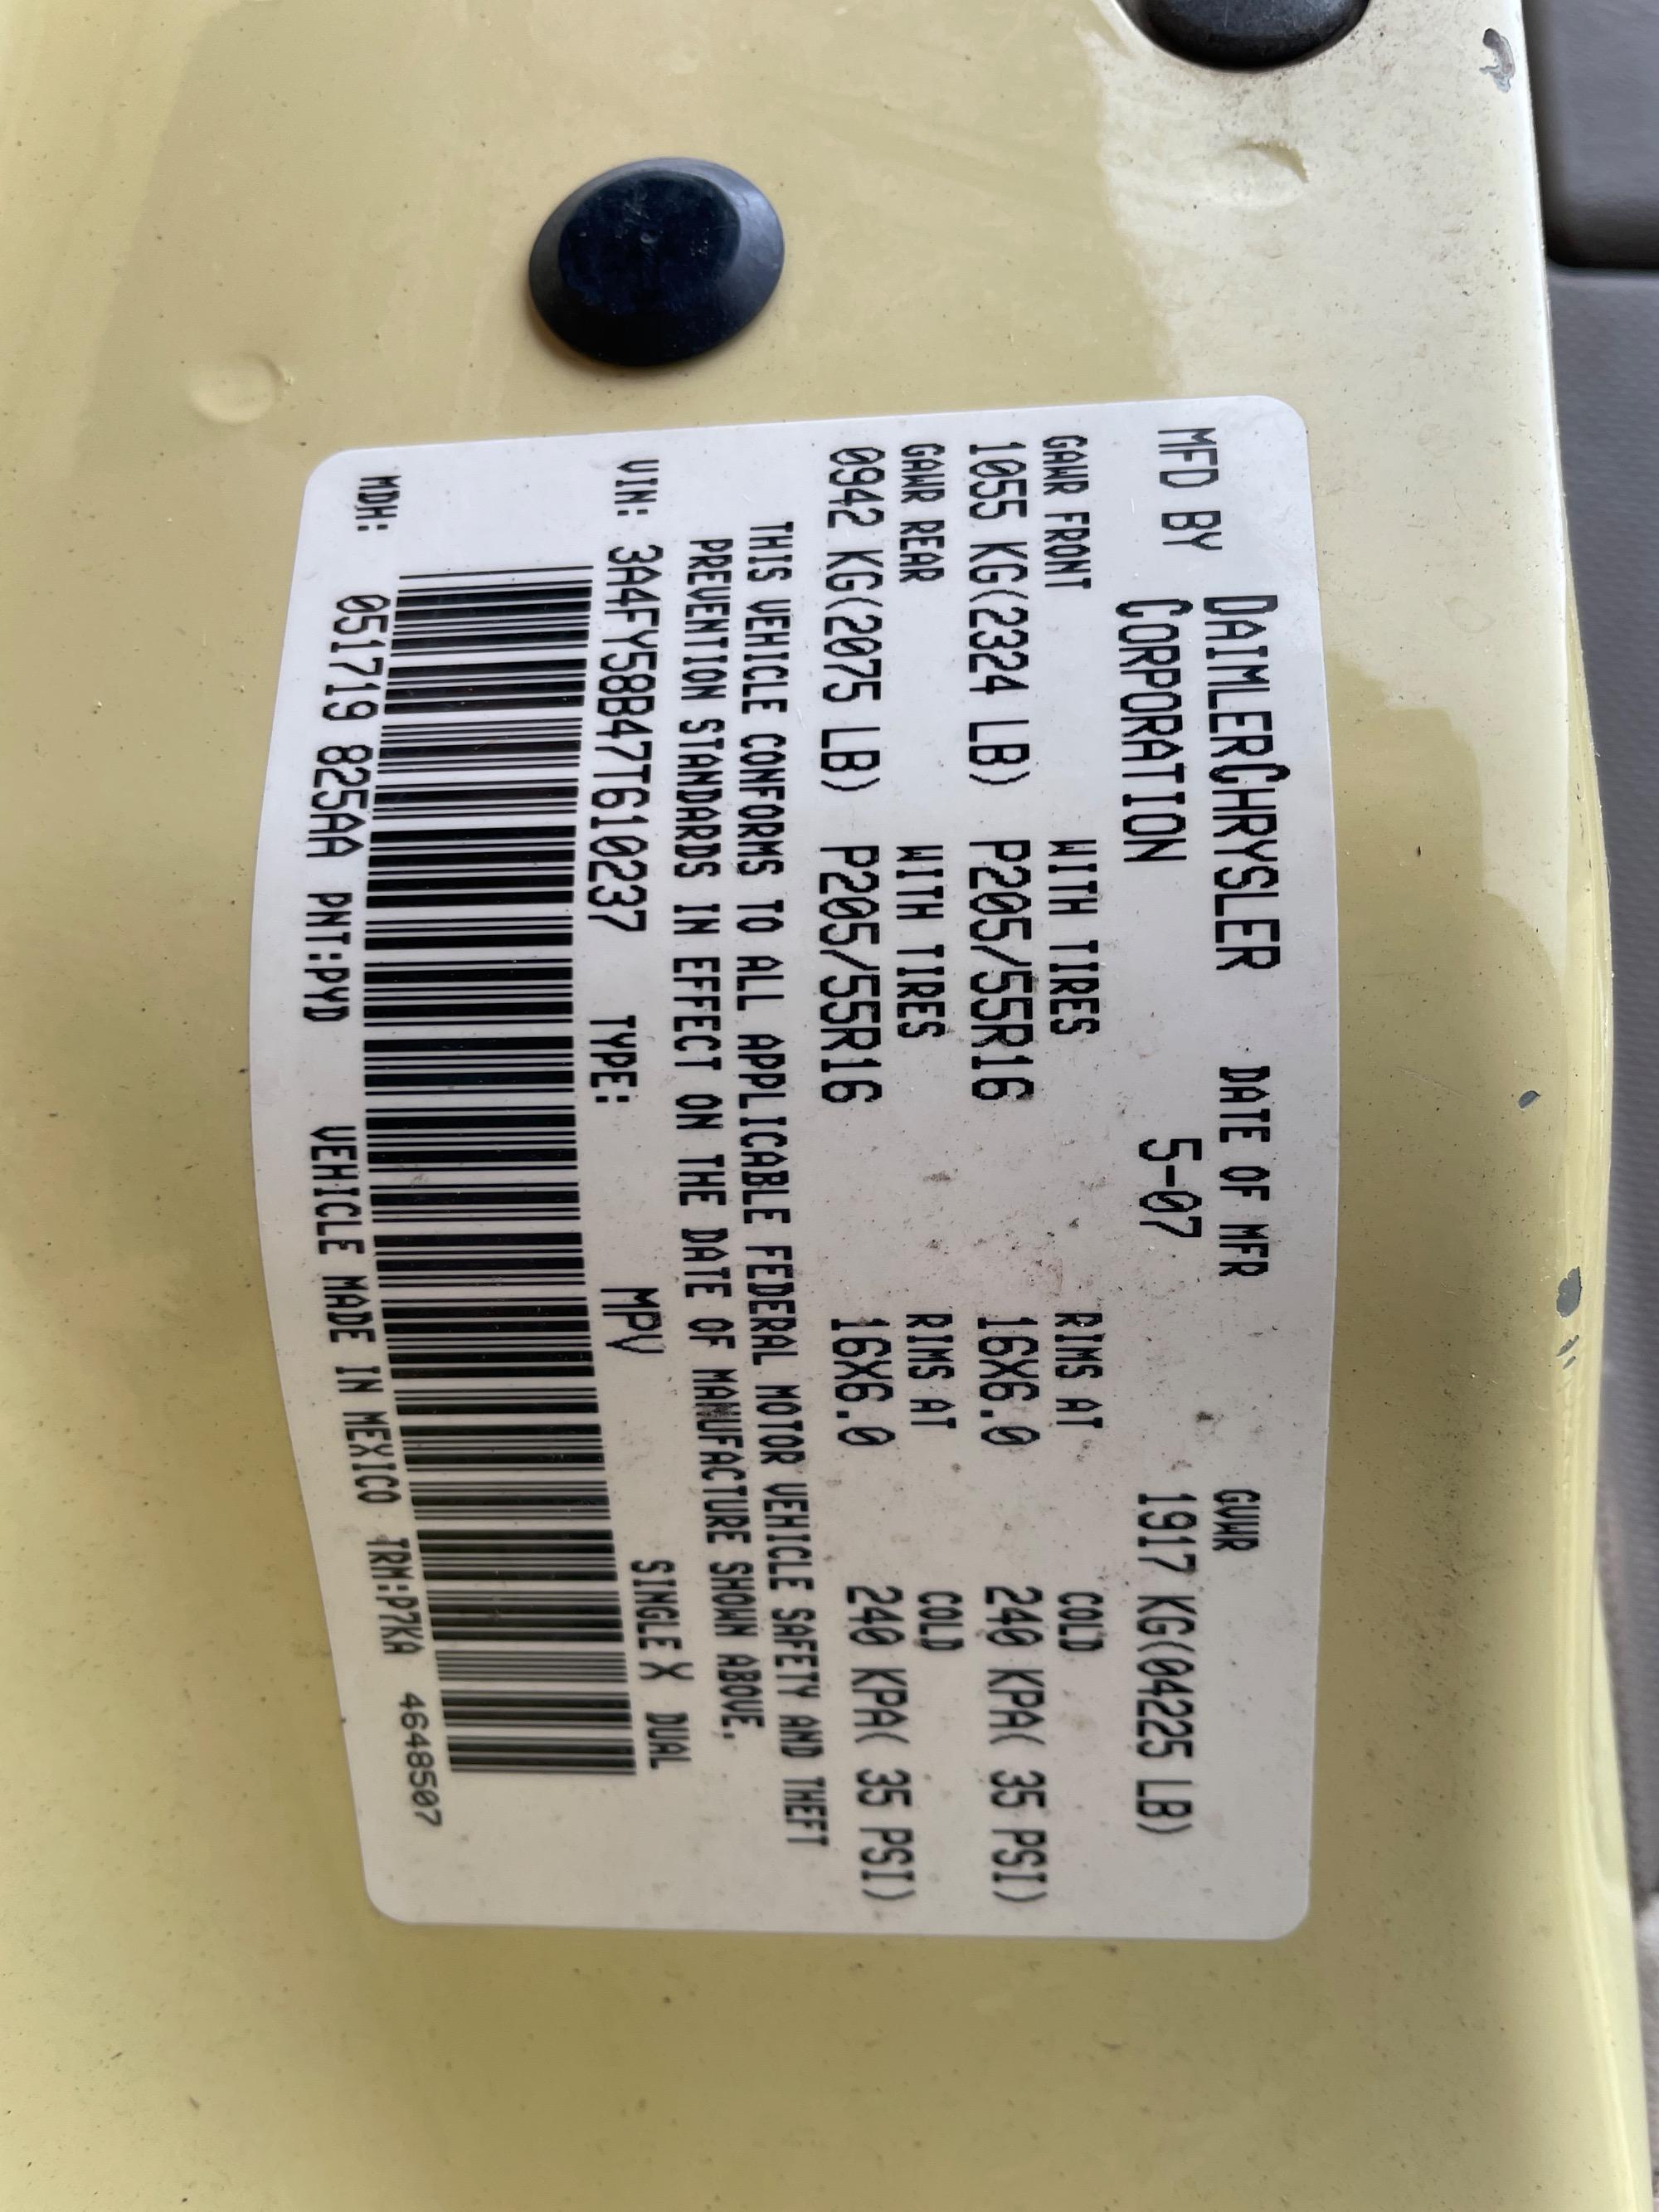 MFD BY DAIMLERCHRYSLER DATE OF MFR GVWR
CORPORATION 5-07 1917 KG(04225 LB)
GAWR FRONT WITH TIRES RIMS AT COLD
1055 KG(2324 LB) P205/55R16 16X6.0 240 KPA( 35 PSI)
GAWR REAR WITH TIRES RIMS AT COLD
0942 KG(2075 LB) P205/55R16 16X6.0 240 KPA( 35 PSI)
THIS VEHICLE CONFORMS TO ALL APPLICABLE FEDERAL MOTOR VEHICLE SAFETY AND THEFT
PREVENTION STANDARDS IN EFFECT ON THE DATE OF MANUFACTURE SHOWN ABOVE.
VIN: 3A4FY58B47T610237 TYPE: MPV SINGLE X DUAL
MDH: 051719 825AA PNT:PYD VEHICLE MADE IN MEXICO TRM:P7KA 4648507